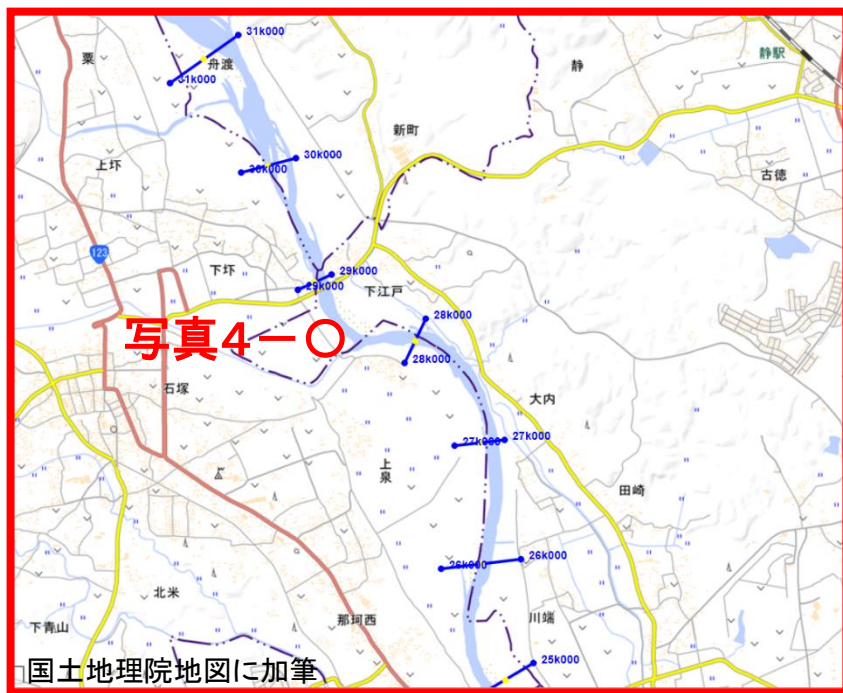 31k000
粟
舟渡
静
静駅
31k000
新町
上圷
30k000
30k000
古徳
123
下圷
29k000
29k000
下江戸
28k000
写真4ー〇
28k000
石塚
大内
27k000
27k000
上泉
田崎
26k000
26k000
北米
川端
那珂西
下青山
25k000
国土地理院地図に加筆